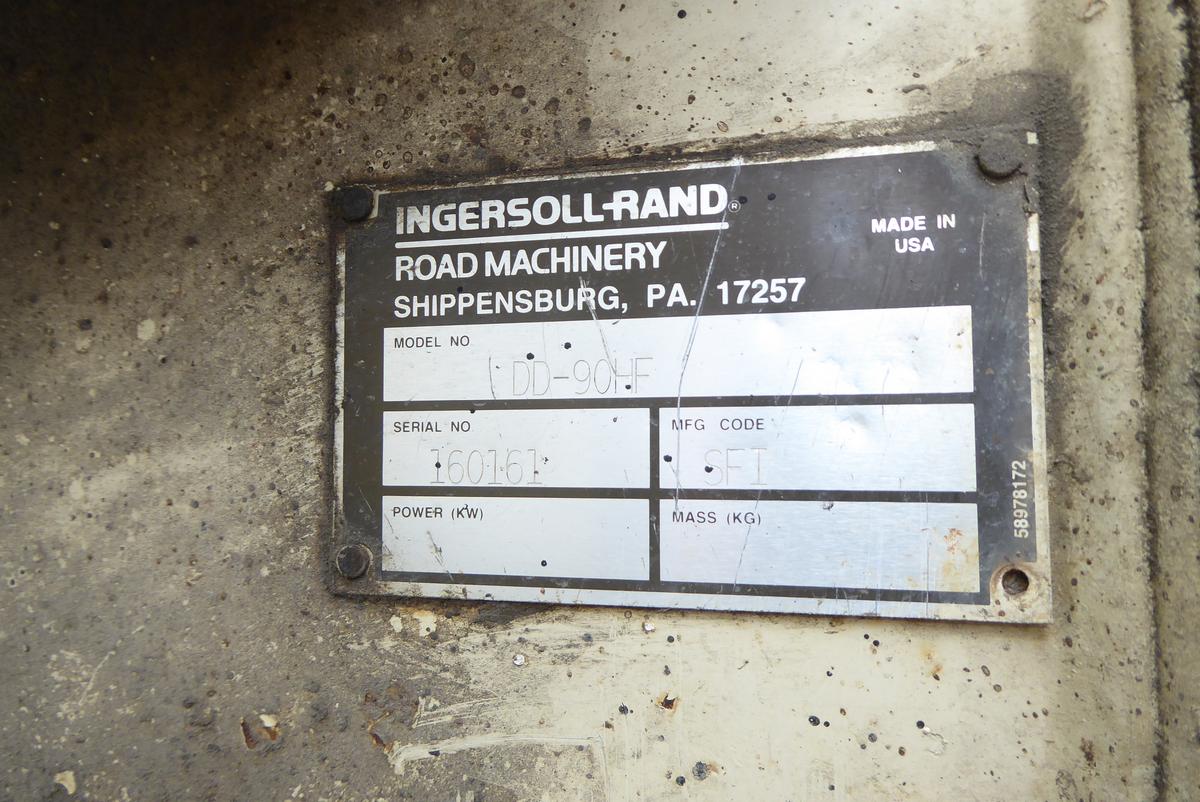 INGERSOLL-RAND®
ROAD MACHINERY
SHIPPENSBURG, PA. 17257
MADE IN
USA
MODEL NO
DD-90HF
SERIAL NO
160161
MFG CODE
SFI
POWER (KW)
MASS (KG)
58978172